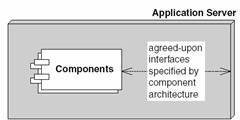 Application Server
Components
agreed-upon
interfaces
specified by
component
architecture